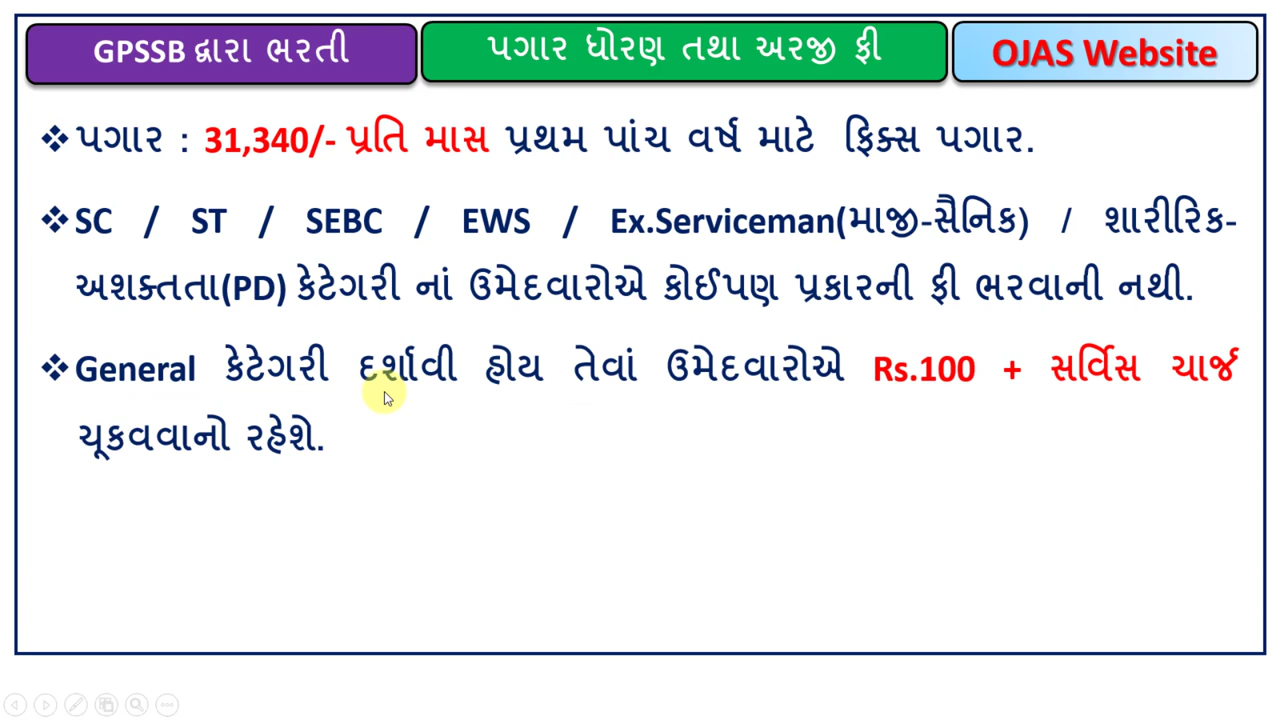 GPSSB દ્વારા ભરતી
પગાર ધોરણ તથા અરજી ફી
OJAS Website
❖પગાર : 31,340/- પ્રતિ માસ પ્રથમ પાંચ વર્ષ માટે ફિક્સ પગાર.
❖SC / ST / SEBC / EWS / Ex.Serviceman(માજી-સૈનિક) / શારીરિક-
અશક્તતા(PD) કેટેગરી નાં ઉમેદવારોએ કોઈપણ પ્રકારની ફી ભરવાની નથી.
❖General કેટેગરી દર્શાવી હોય તેવાં ઉમેદવારોએ Rs.100 + સર્વિસ ચાર્જ
ચૂકવવાનો રહેશે.